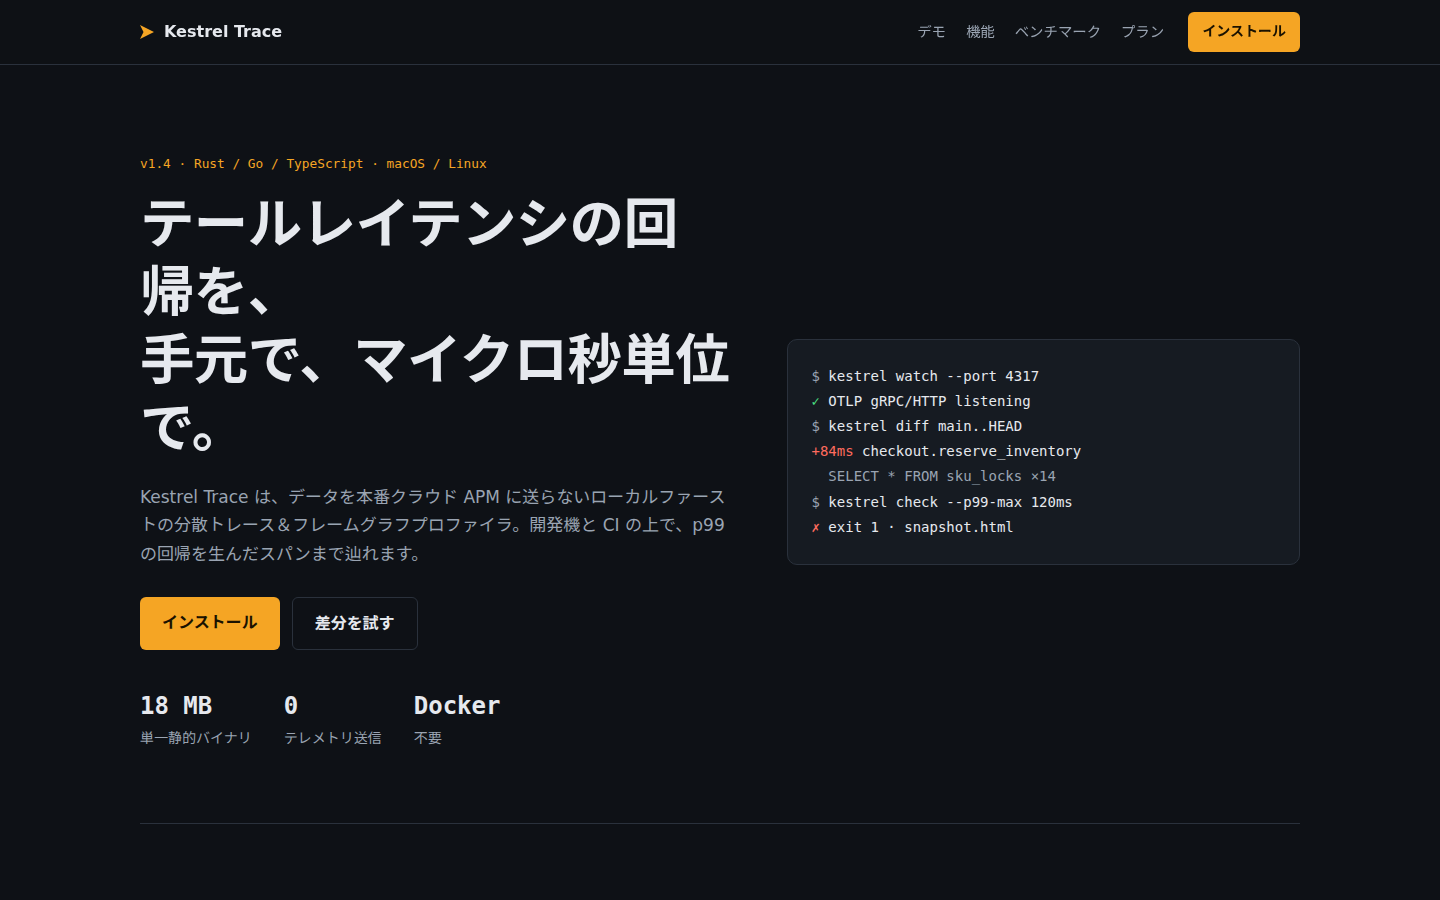 Kestrel Trace
デモ 機能 ベンチマーク プラン インストール
v1.4 · Rust / Go / TypeScript · macOS / Linux
テールレイテンシの回
帰を、
手元で、マイクロ秒単位
で。
Kestrel Trace は、データを本番クラウド APM に送らないローカルファース
トの分散トレース＆フレームグラフプロファイラ。開発機と CI の上で、p99
の回帰を生んだスパンまで辿れます。
インストール 差分を試す
18 MB 0 Docker
単一静的バイナリ テレメトリ送信 不要
$ kestrel watch --port 4317
✓ OTLP gRPC/HTTP listening
$ kestrel diff main..HEAD
+84ms checkout.reserve_inventory
SELECT * FROM sku_locks ×14
$ kestrel check --p99-max 120ms
✗ exit 1 · snapshot.html